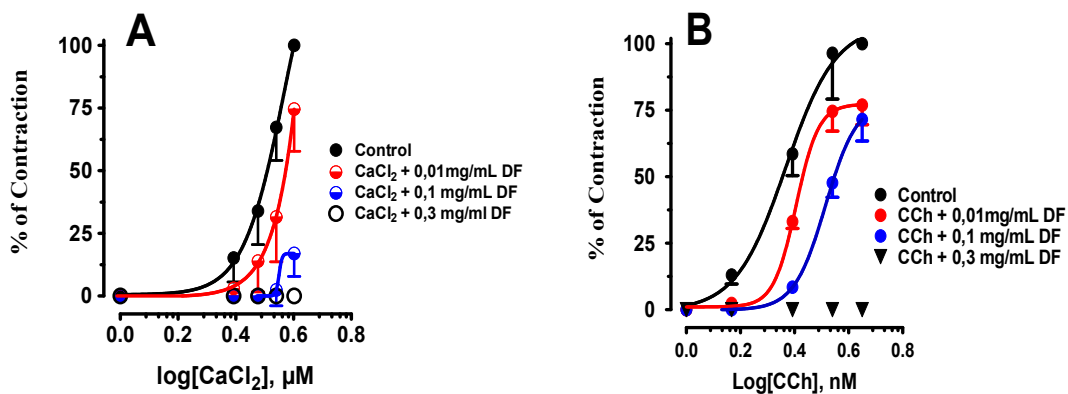 A
% of Contraction
100
75
50
25
0
0.0 0.2 0.4 0.6 0.8
log[CaCl₂], µM
Control
CaCl₂ + 0,01mg/mL DF
CaCl₂ + 0,1 mg/mL DF
CaCl₂ + 0,3 mg/ml DF
B
% of Contraction
100
75
50
25
0
0.0 0.2 0.4 0.6 0.8
Log[CCh], nM
Control
CCh + 0,01mg/mL DF
CCh + 0,1 mg/mL DF
CCh + 0,3 mg/mL DF